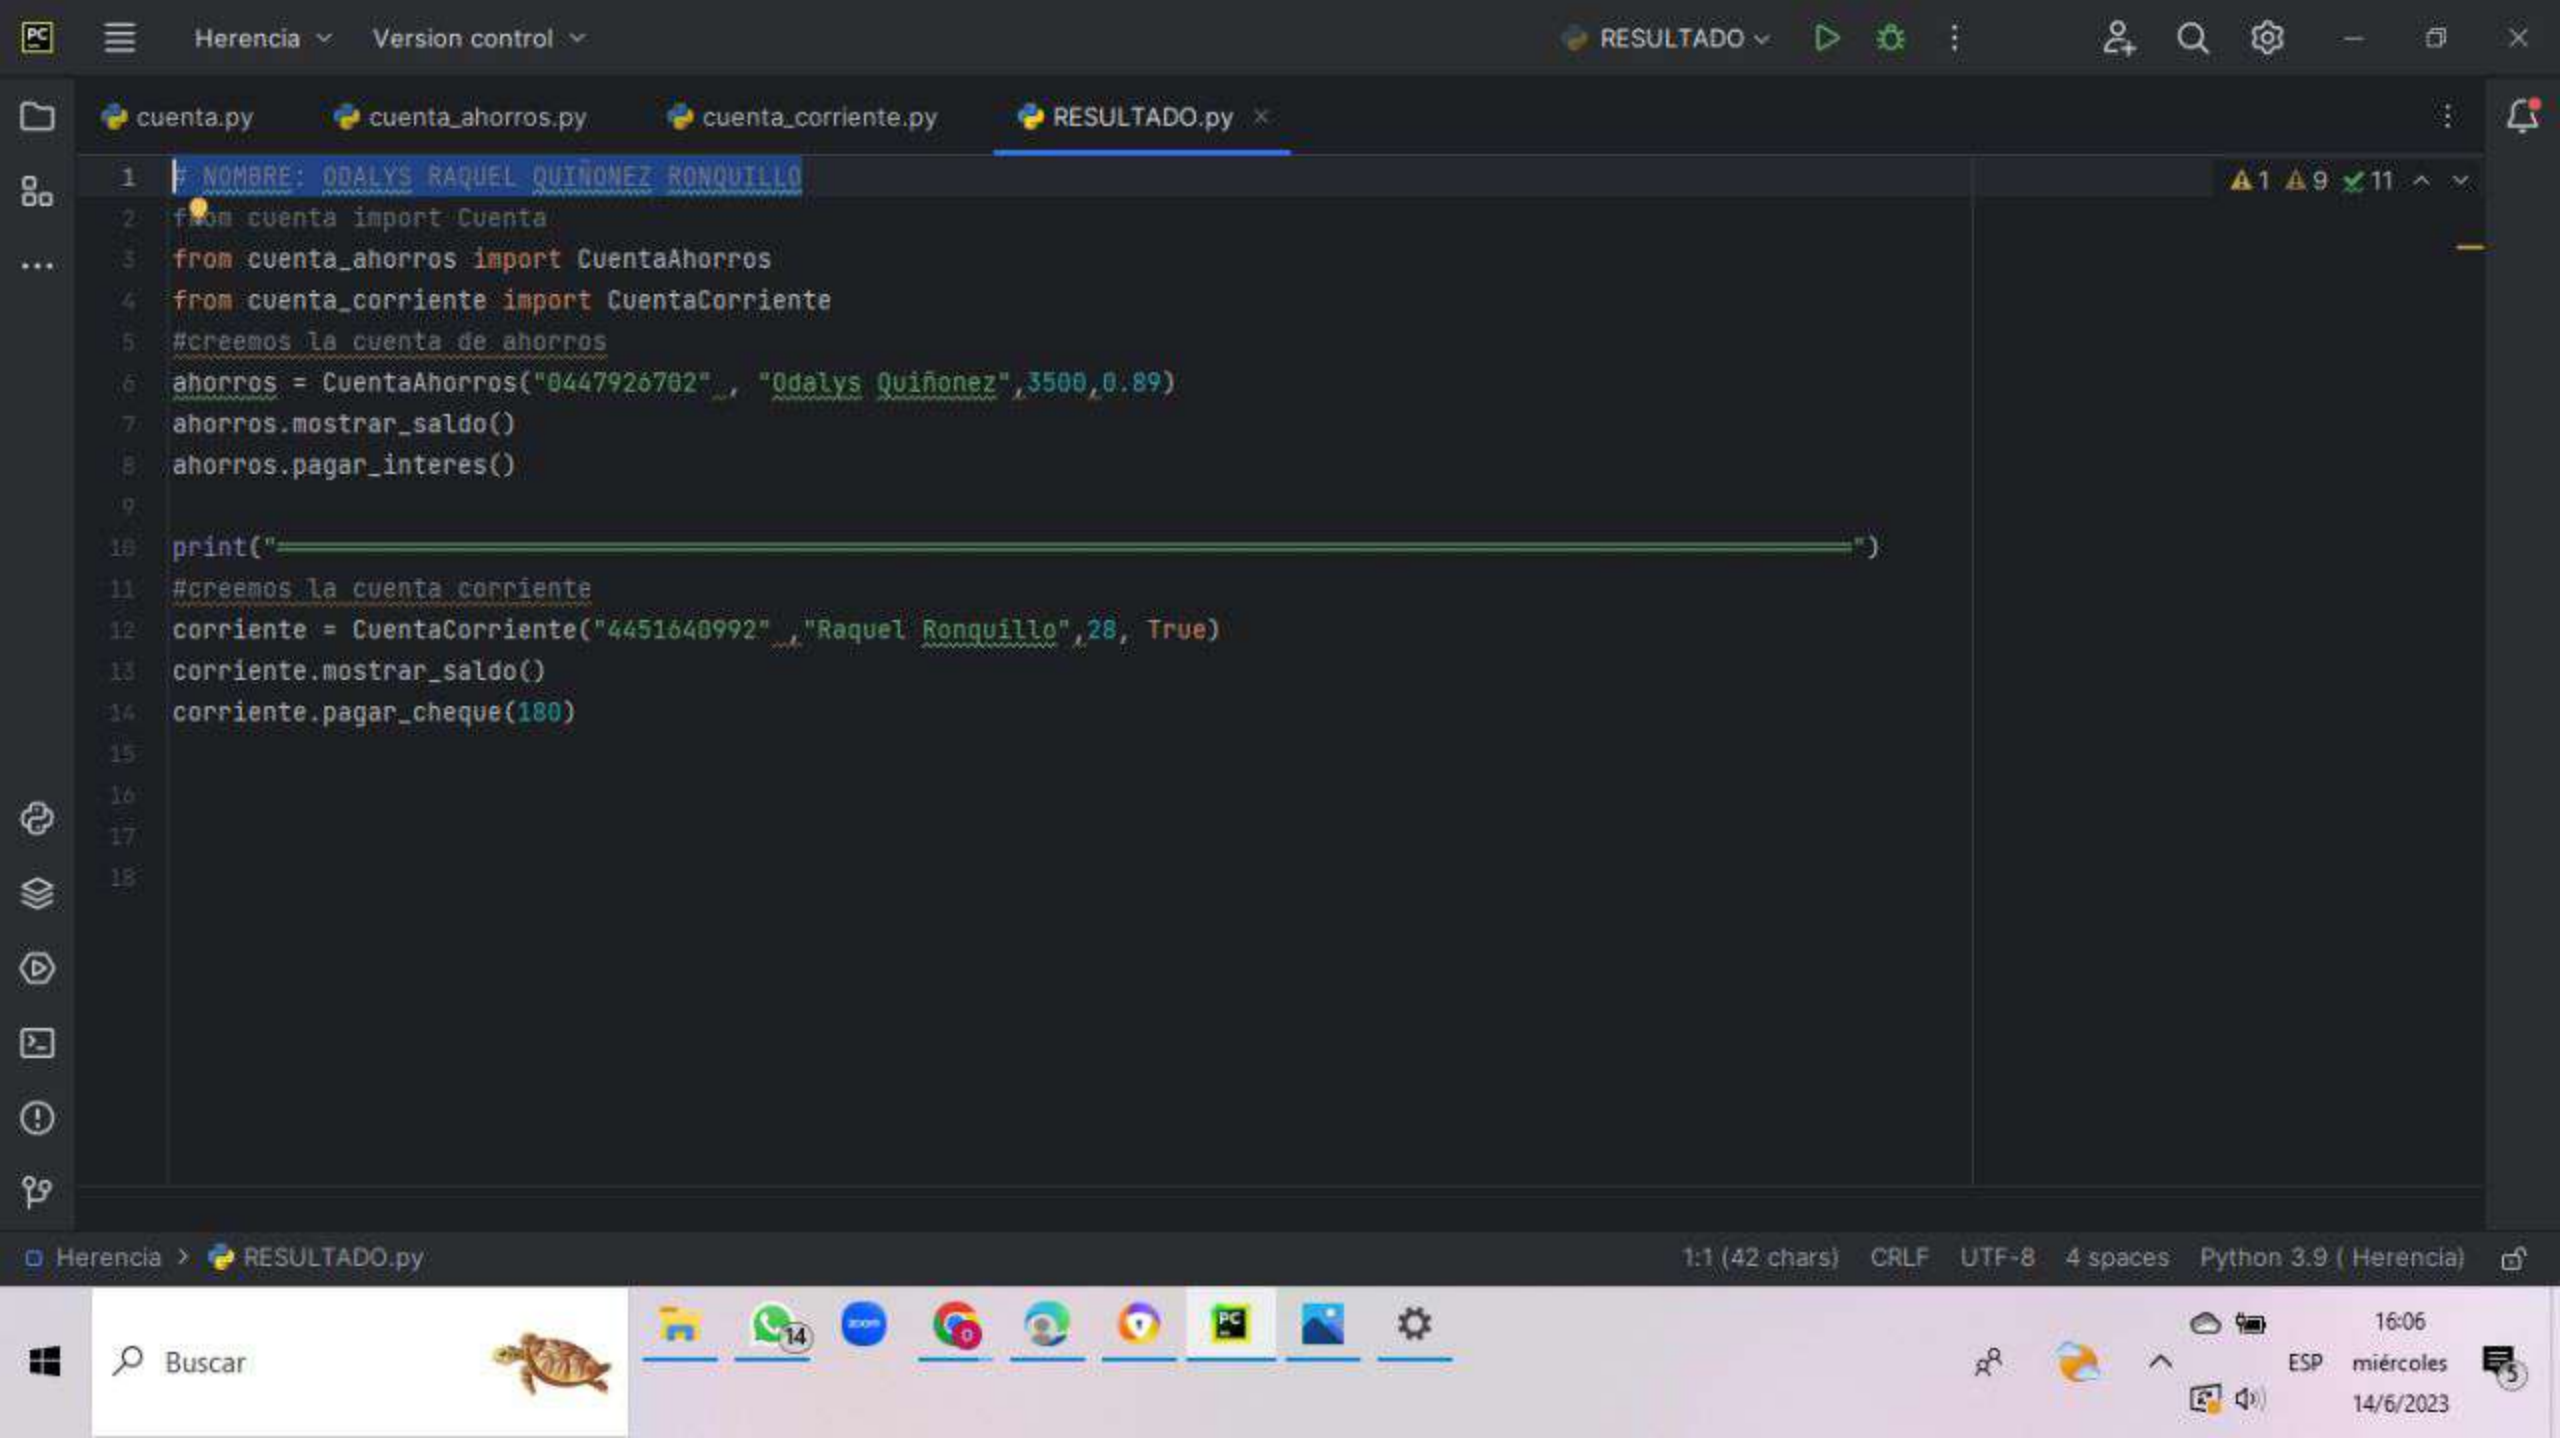 PC
Herencia
Version control
RESULTADO
cuenta.py
cuenta_ahorros.py
cuenta_corriente.py
RESULTADO.py
1 9 11
1 # NOMBRE: ODALYS RAQUEL QUIÑONEZ RONQUILLO
2 from cuenta import Cuenta
3 from cuenta_ahorros import CuentaAhorros
4 from cuenta_corriente import CuentaCorriente
5 #creemos la cuenta de ahorros
6 ahorros = CuentaAhorros("0447926702" , "Odalys Quiñonez",3500,0.89)
7 ahorros.mostrar_saldo()
8 ahorros.pagar_interes()
9
10 print("=========================================================================================================")
11 #creemos la cuenta corriente
12 corriente = CuentaCorriente("4451640992" ,"Raquel Ronquillo",28, True)
13 corriente.mostrar_saldo()
14 corriente.pagar_cheque(180)
15
16
17
18
Herencia > RESULTADO.py
1:1 (42 chars) CRLF UTF-8 4 spaces Python 3.9 ( Herencia)
Buscar
14
zoom
0
PC
ESP
16:06
miércoles
14/6/2023
5